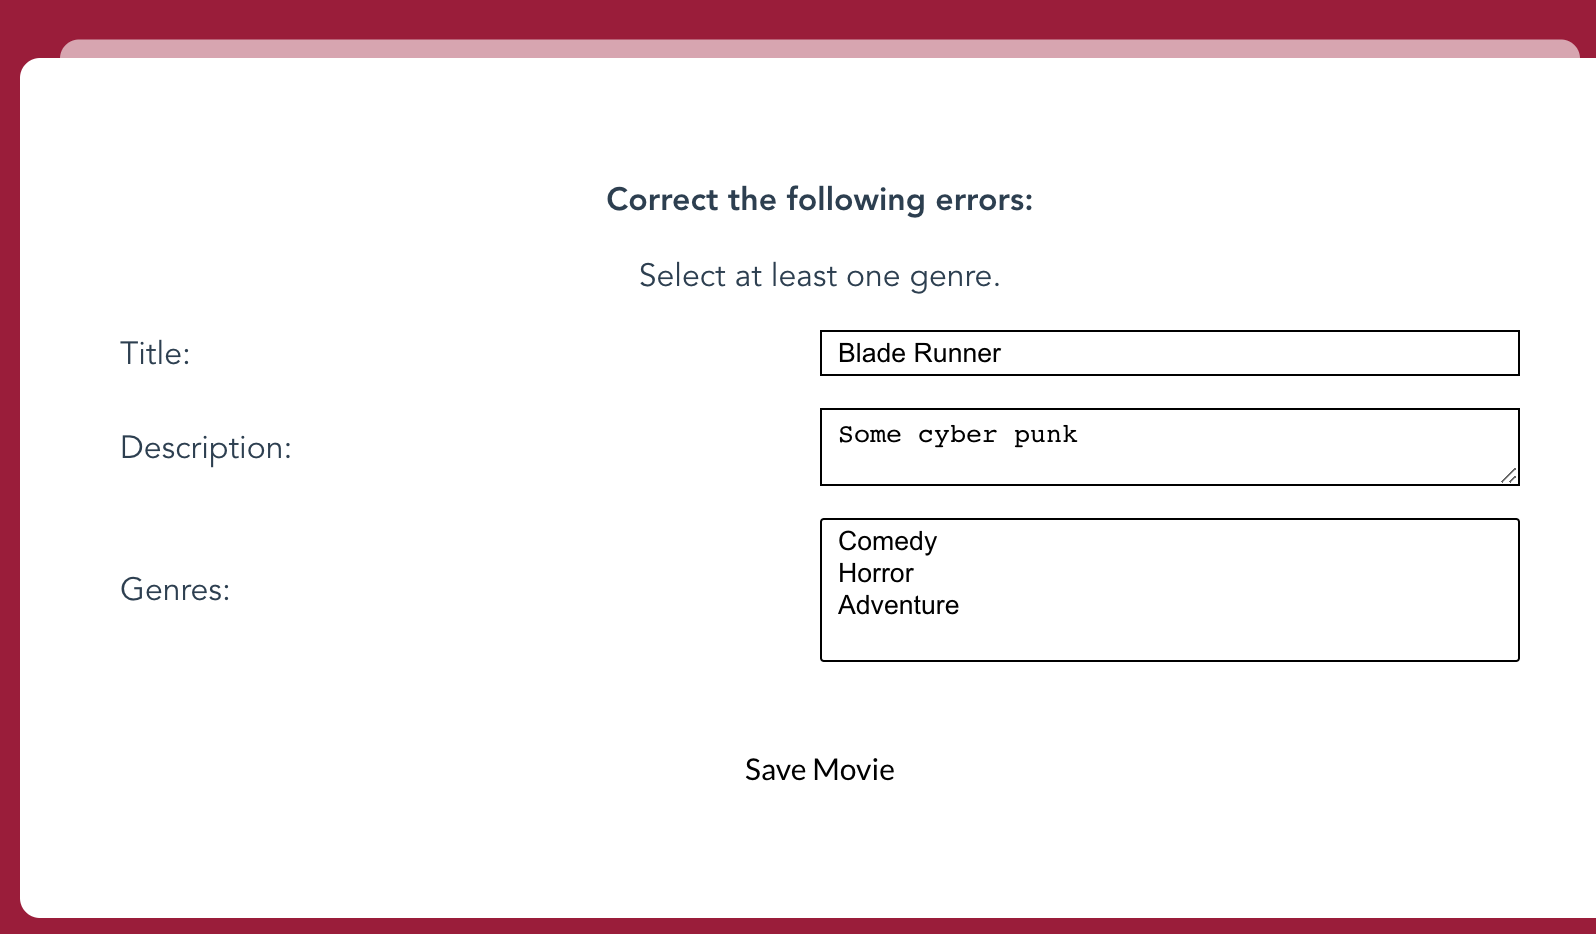 Correct the following errors:
Select at least one genre.
Title:
Blade Runner
Description:
Some cyber punk
Genres:
Comedy
Horror
Adventure
Save Movie